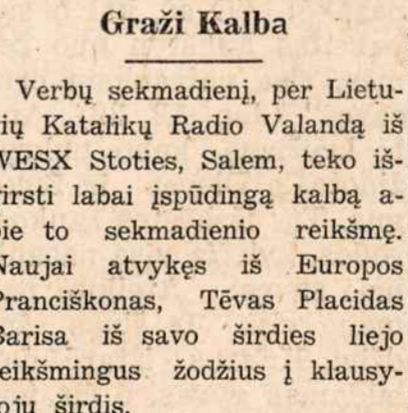 Graži Kalba
Verbų sekmadienį, per Lietu-
ių Katalikų Radio Valandą iš
WESX Stoties, Salem, teko iš-
irsti labai įspūdingą kalbą a-
ie to sekmadienio reikšmę.
Naujai atvykęs iš Europos
Pranciškonas, Tēvas Placidas
Barisa iš savo širdies liejo
eikšmingus žodžius į klausy-
ojų širdis.